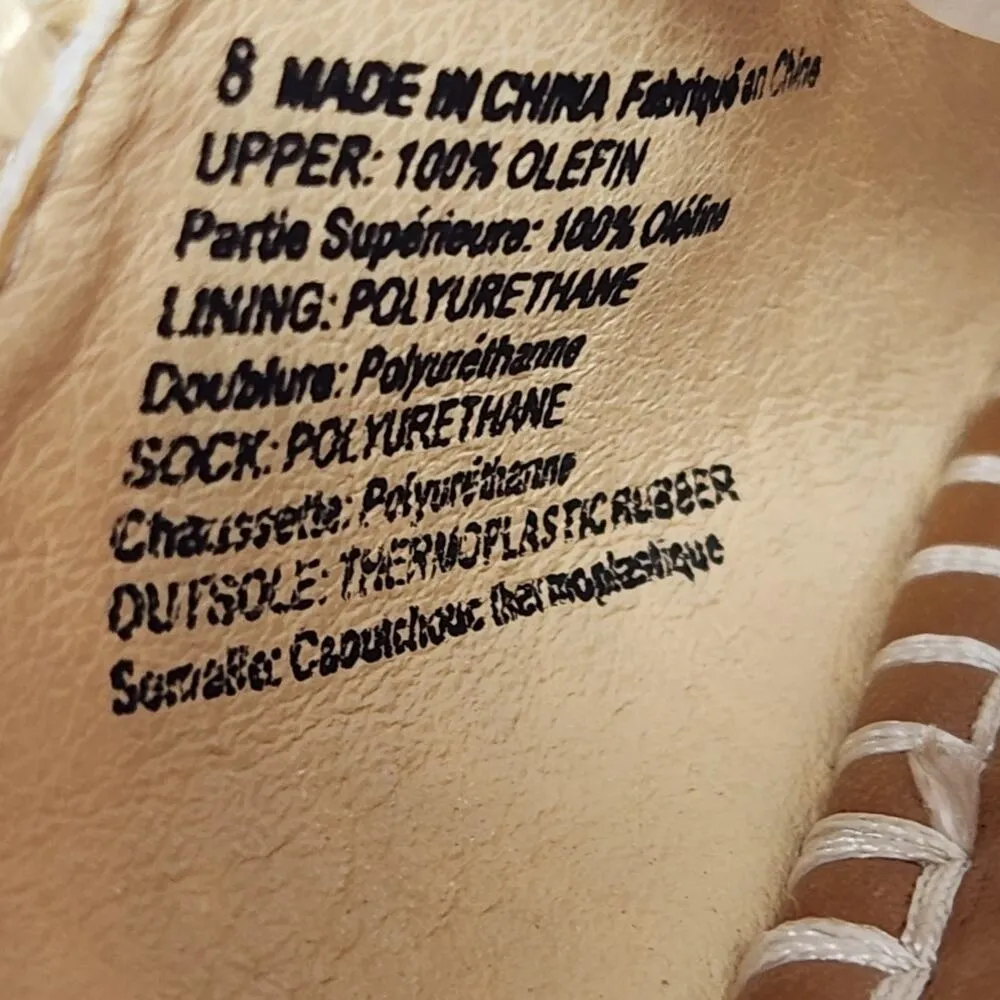 8 MADE IN CHINA Fabriqué en Chine
UPPER: 100% OLEFIN
Partie Supérieure: 100% Oléfine
LINING: POLYURETHANE
Doublure: Polyuréthanne
SOCK: POLYURETHANE
Chaussette: Polyuréthanne
OUTSOLE: THERMOPLASTIC RUBBER
Semalle: Caoutchouc thermoplastique